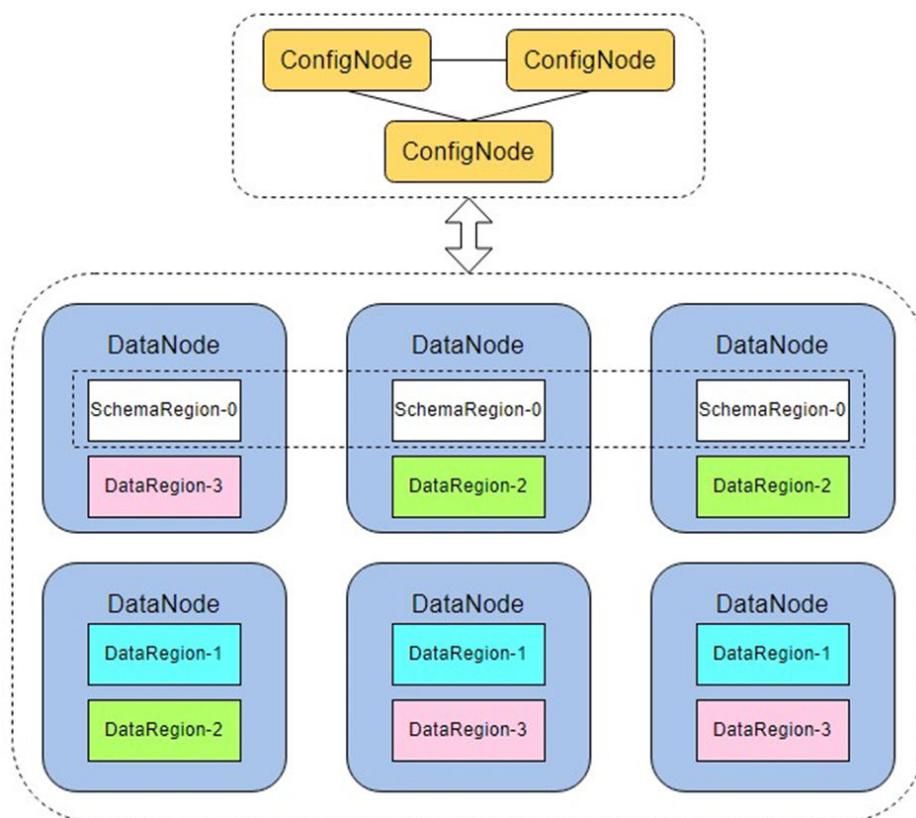 ConfigNode
ConfigNode
ConfigNode
DataNode
SchemaRegion-0
DataRegion-3
DataNode
SchemaRegion-0
DataRegion-2
DataNode
SchemaRegion-0
DataRegion-2
DataNode
DataRegion-1
DataRegion-2
DataNode
DataRegion-1
DataRegion-3
DataNode
DataRegion-1
DataRegion-3